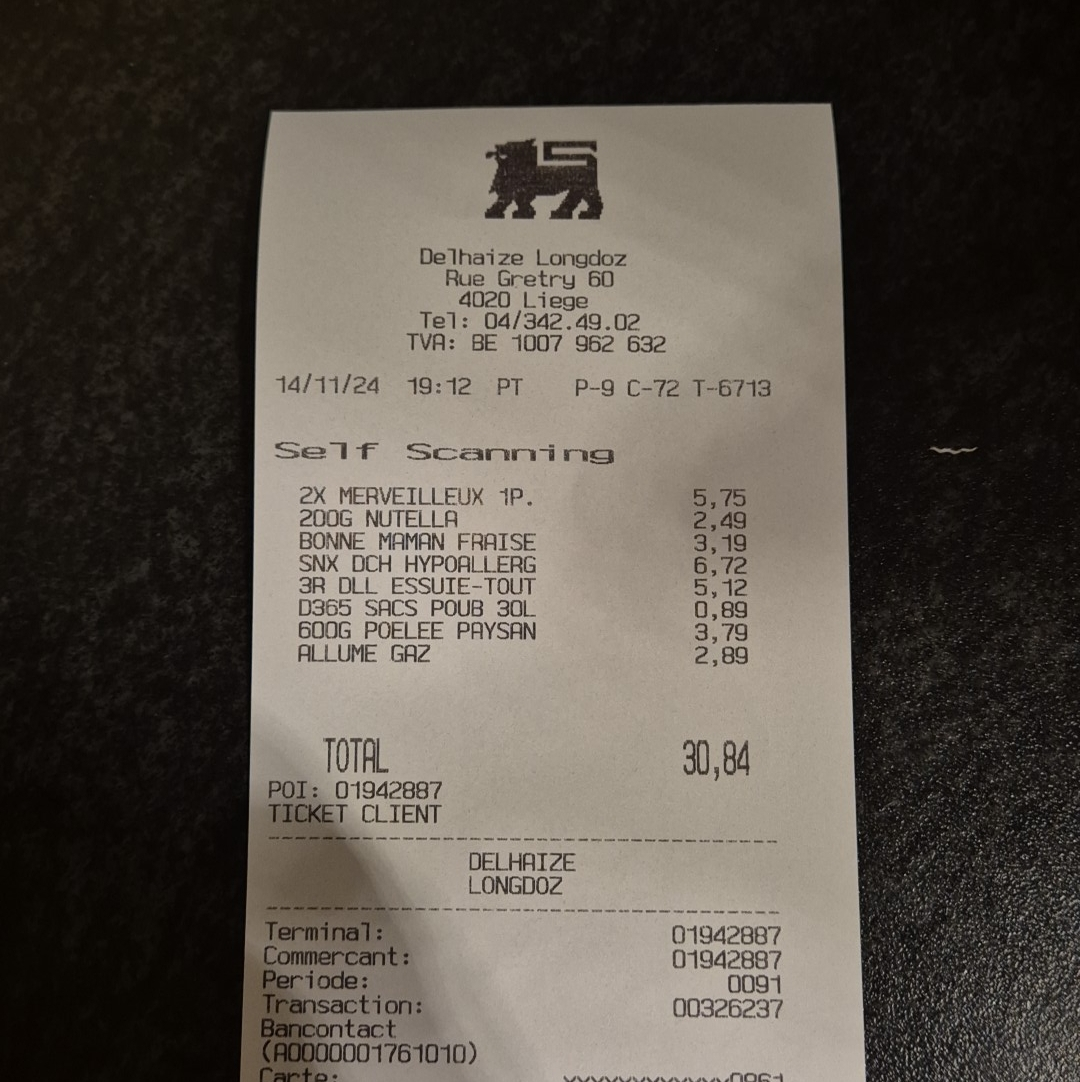 Delhaize Longdoz
Rue Gretry 60
4020 Liege
Tel: 04/342.49.02
TVA: BE 1007 962 632
14/11/24 19:12 PT P-9 C-72 T-6713
Self Scanning
2X MERVEILLEUX 1P. 5,75
200G NUTELLA 2,49
BONNE MAMAN FRAISE 3,19
SNX DCH HYPOALLERG 6,72
3R DLL ESSUIE-TOUT 5,12
D365 SACS POUB 30L 0,89
600G POELEE PAYSAN 3,79
ALLUME GAZ 2,89
TOTAL 30,84
POI: 01942887
TICKET CLIENT
DELHAIZE
LONGDOZ
Terminal: 01942887
Commercant: 01942887
Periode: 0091
Transaction: 00326237
Bancontact
(A0000001761010)
Carte: